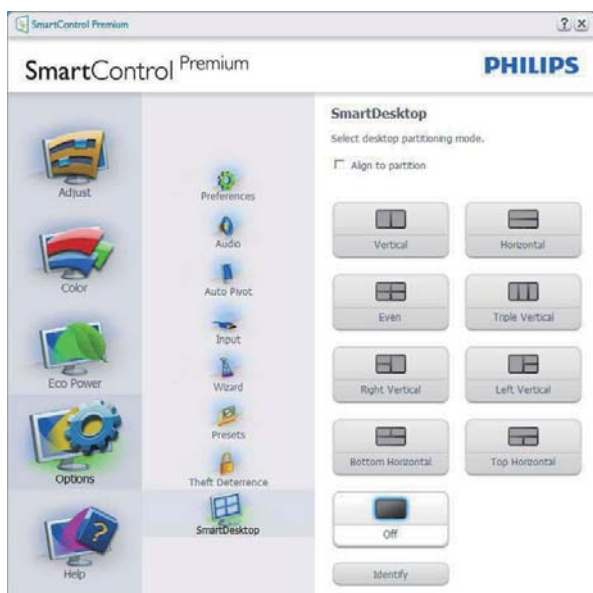 SmartControl Premium
SmartControl Premium
PHILIPS
Adjust
Color
Eco Power
Options
Help
Preferences
Audio
Auto Pivot
Input
Wizard
Presets
Theft Deterrence
SmartDesktop
SmartDesktop
Select desktop partitioning mode.
Align to partition
Vertical
Horizontal
Even
Triple Vertical
Right Vertical
Left Vertical
Bottom Horizontal
Top Horizontal
Off
Identify